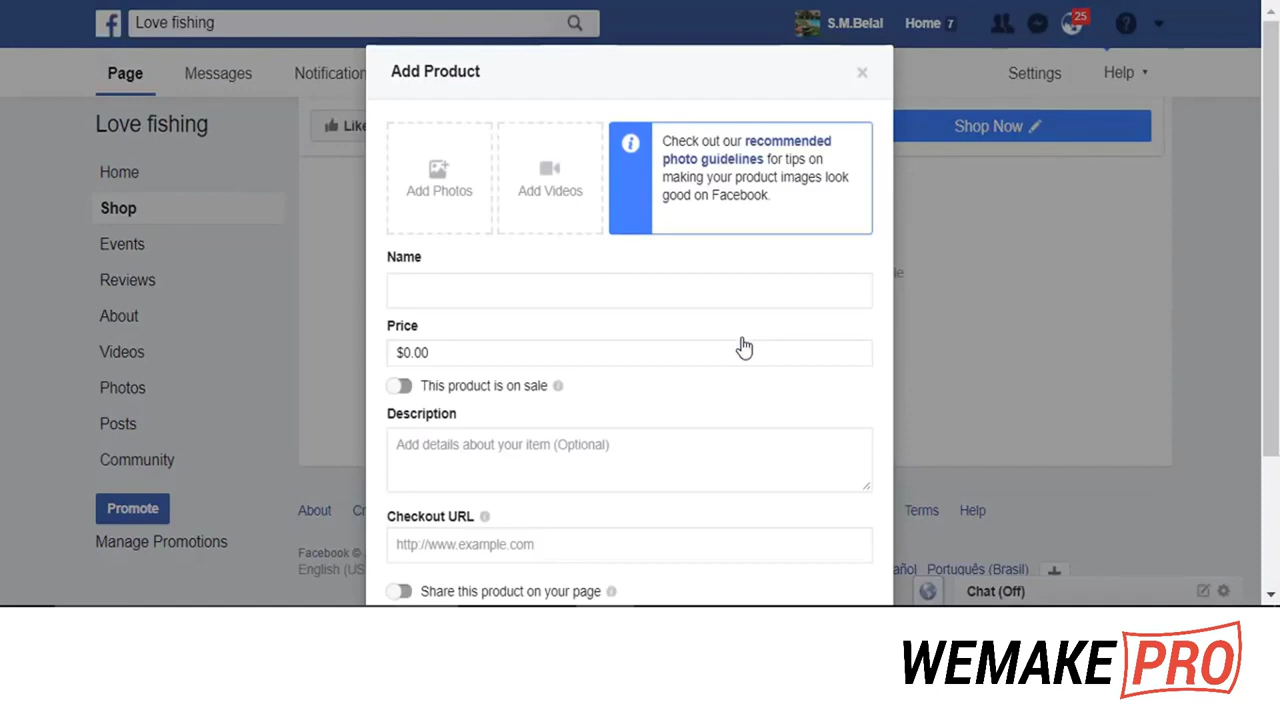 Love fishing
S.M.Belal
Home 7
25
Page
Messages
Notification
Settings
Help
Add Product
Love fishing
Like
Shop Now
Home
Shop
Events
Reviews
About
Videos
Photos
Posts
Community
Promote
Manage Promotions
Add Photos
Add Videos
Check out our recommended
photo guidelines for tips on
making your product images look
good on Facebook.
Name
Price
$0.00
This product is on sale
Description
Add details about your item (Optional)
Checkout URL
http://www.example.com
Share this product on your page
About
Terms
Help
Facebook ©
English (US
Português (Brasil)
Chat (Off)
WEMAKEPRO